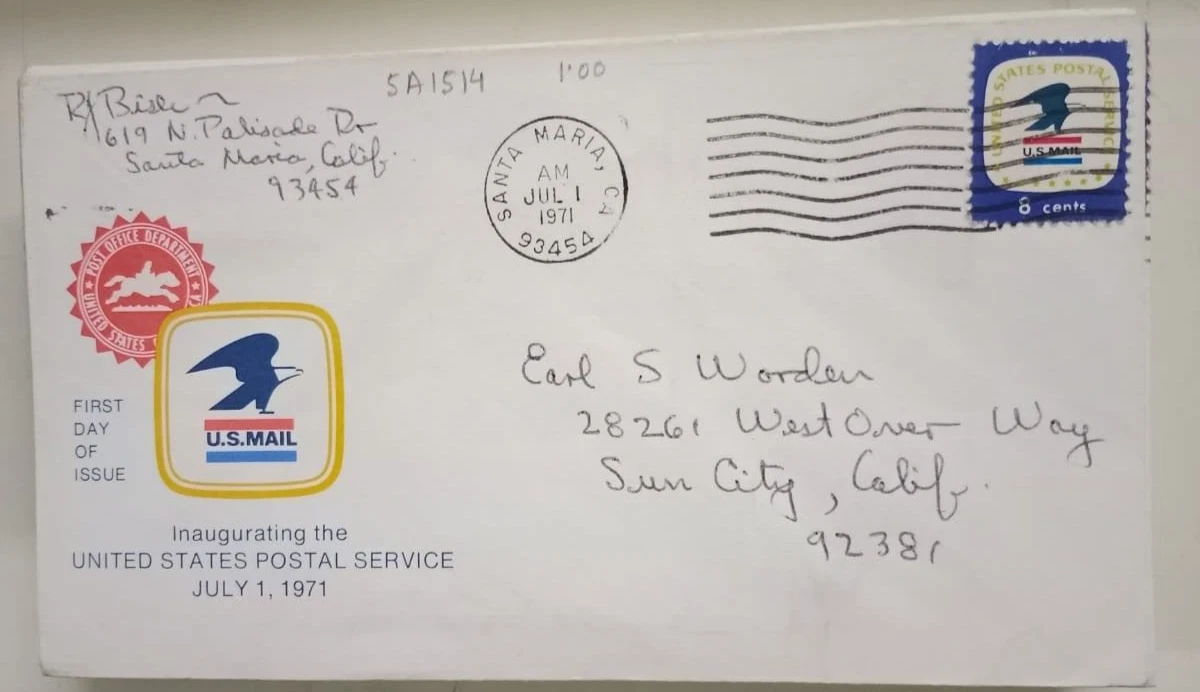 5A1514 1.00
R/
619 N. Palisade Dr
Santa Maria, Calif.
93454
SANTA MARIA, CA
AM
JUL 1
1971
93454
UNITED STATES POSTAL SERVICE
U.S.MAIL
8 cents
POST OFFICE DEPARTMENT
UNITED STATES
U.S.MAIL
FIRST
DAY
OF
ISSUE
Inaugurating the
UNITED STATES POSTAL SERVICE
JULY 1, 1971
Earl S Worden
28261 West Over Way
Sun City, Calif.
92381